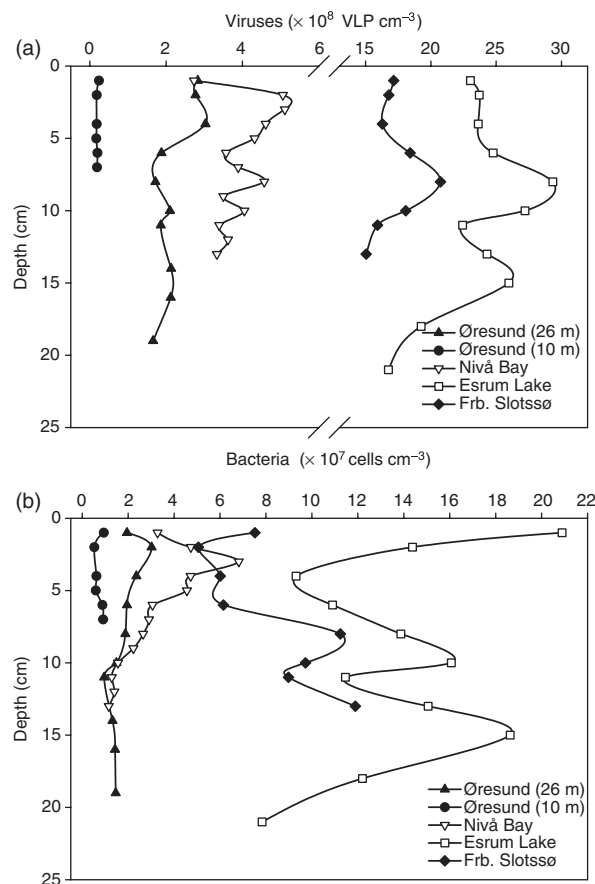 Viruses (× 10⁸ VLP cm⁻³)
(a)
0 2 4 6 15 20 25 30
0
5
10
15
20
25
Depth (cm)
Øresund (26 m)
Øresund (10 m)
Nivå Bay
Esrum Lake
Frb. Slotssø
Bacteria (× 10⁷ cells cm⁻³)
(b)
0 2 4 6 8 10 12 14 16 18 20 22
0
5
10
15
20
25
Depth (cm)
Øresund (26 m)
Øresund (10 m)
Nivå Bay
Esrum Lake
Frb. Slotssø